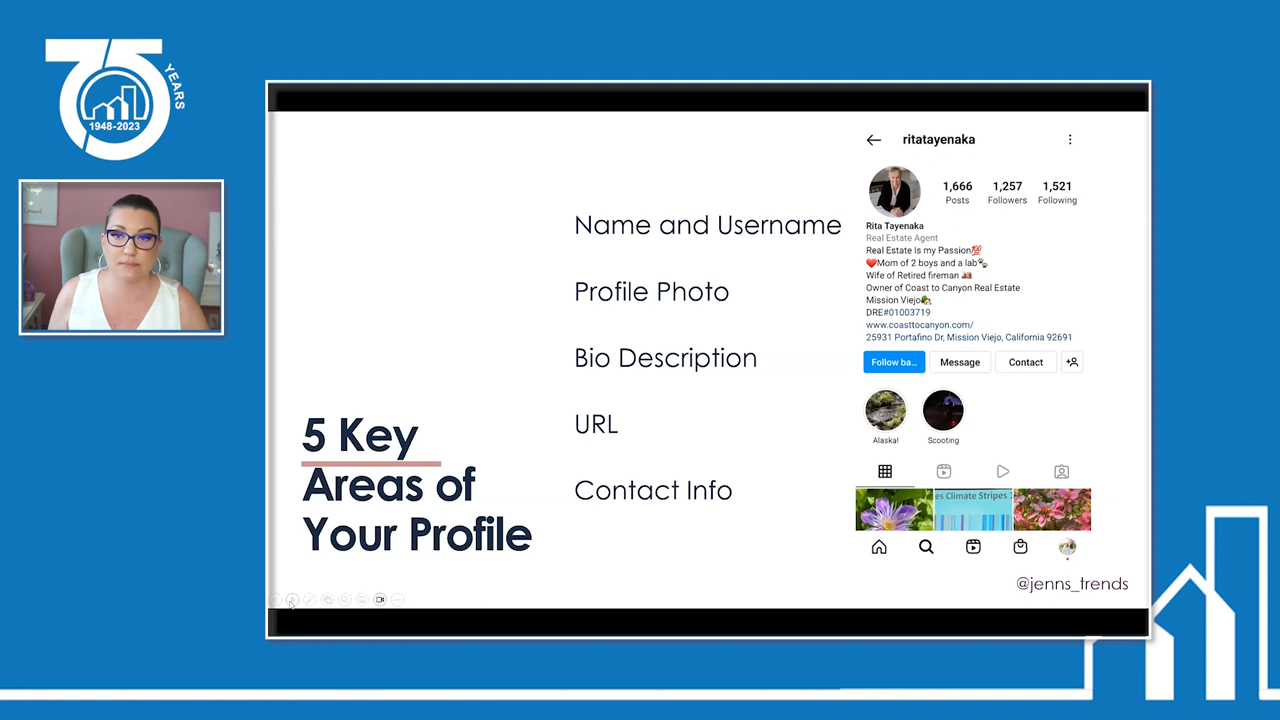 75
YEARS
1948-2023
5 Key
Areas of
Your Profile
Name and Username
Profile Photo
Bio Description
URL
Contact Info
ritatayenaka
1,666 1,257 1,521
Posts Followers Following
Rita Tayenaka
Real Estate Agent
Real Estate Is my Passion💯
❤️Mom of 2 boys and a lab🐾
Wife of Retired fireman 🚒
Owner of Coast to Canyon Real Estate
Mission Viejo🏡
DRE#01003719
www.coasttocanyon.com/
25931 Portafino Dr, Mission Viejo, California 92691
Follow ba... Message Contact
Alaska! Scooting
es Climate Stripes
@jenns_trends